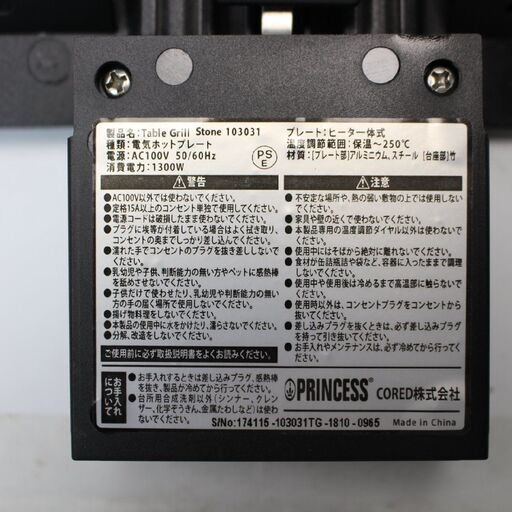 製品名:Table Grill Stone 103031
種類:電気ホットプレート
電源:AC100V 50/60Hz
消費電力:1300W
PS
E
プレート:ヒーター一体式
温度調節範囲:保温~250℃
材質:[プレート部]アルミニウム、スチール [台座部]竹
警告
●AC100V以外では使わないでください。
●定格15A以上のコンセント単独で使用してください。
●電源コードは破損したまま使わないでください。
●プラグに埃等が付着している場合はよく拭き取り、
コンセントの奥までしっかり差し込んでください。
●濡れた手でコンセントのプラグを抜き差ししない
でください。
●乳幼児や子供、判断能力の無い方やペットに感熱棒
を舐めさせないでください。
●子供だけで使わせたり、乳幼児や判断能力の無い
方の手の届く場所で使用しないでください。
●揚げ物料理をしないでください。
●本製品の使用中に水をかけたり、濡らさないでください。
●分解、改造をしないでください。
ご使用前に必ず取扱説明書をよくお読みください。
注意
●不安定な場所や、熱の弱い敷物の上では使用しない
でください。
●家具や壁の近くで使わないでください。
●本製品専用の温度調節ダイヤル以外は使わないで
ください。
●使用中にはそばから絶対に離れないでください。
●食材が缶詰瓶詰や袋など、容器に入ったままで調理
しないでください。
●使用中や使用後に冷めるまで高温部に触らないで
ください。
●使用時以外は、コンセントプラグをコンセントから
抜いてください。
●差し込みプラグを抜くときは、必ず差し込みプラグ
を持って引き抜いてください。
●お手入れやメンテナンスは、必ず冷めてから行って
ください。
お手入れ
について
●お手入れするときは差し込みプラグ、感熱棒
を抜き、製品が冷めてから行ってください。
●台所用合成洗剤以外(シンナー、クレン
ザー、化学ぞうきん、金属たわしなど)は使わ
ないでください。
PRINCESS® CORED株式会社
S/No:174116-103031TG-1810-0965
Made in China